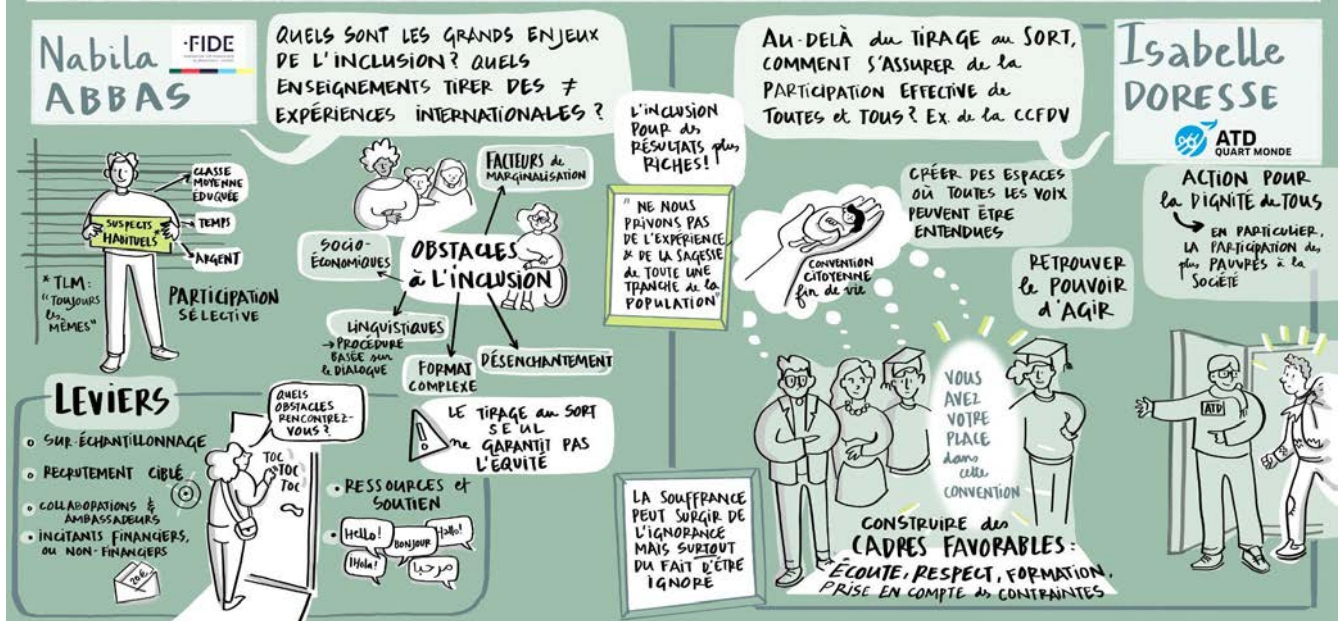 Nabila
ABBAS
·FIDE
QUELS SONT LES GRANDS ENJEUX
DE L'INCLUSION? QUELS
ENSEIGNEMENTS TIRER DES ≠
EXPÉRIENCES INTERNATIONALES ?
CLASSE
MOYENNE
ÉDUQUÉE
TEMPS
ARGENT
SUSPECTS
HABITUELS *
* TLM:
"TOUJOURS
les
MÊMES"
PARTICIPATION
SÉLECTIVE
FACTEURS de
MARGINALISATION
SOCIO-
ÉCONOMIQUES
OBSTACLES
à L'INCLUSION
LINGUISTIQUES
→ PROCÉDURE
BASÉE sur
le DIALOGUE
FORMAT
COMPLEXE
DÉSENCHANTEMENT
LE TIRAGE au SORT
SEUL
ne GARANTIT PAS
L'ÉQUITÉ
LEVIERS
SUR-ÉCHANTILLONNAGE
RECRUTEMENT CIBLÉ
COLLABORATIONS &
AMBASSADEURS
INCITANTS FINANCIERS,
OU NON-FINANCIERS
20€
QUELS
OBSTACLES
RENCONTREZ-
VOUS ?
TOC
TOC
TOC
• RESSOURCES et
SOUTIEN
Hello!
BONJOUR
Hallo!
¡Hola!
مرحبا
L'INCLUSION
POUR des
RÉSULTATS plus
RICHES!
"NE NOUS
PRIVONS PAS
DE L'EXPÉRIENCE
& DE LA SAGESSE
de TOUTE UNE
TRANCHE de la
POPULATION"
LA SOUFFRANCE
PEUT SURGIR DE
L'IGNORANCE
MAIS SURTOUT
DU FAIT D'ÊTRE
IGNORÉ
AU-DELÀ du TIRAGE au SORT,
COMMENT S'ASSURER de la
PARTICIPATION EFFECTIVE de
TOUTES et TOUS? Ex. de la CCFDV
Isabelle
DORESSE
ATD
QUART MONDE
CONVENTION
CITOYENNE
fin de vie
CRÉER DES ESPACES
OÙ TOUTES LES VOIX
PEUVENT ÊTRE
ENTENDUES
RETROUVER
le POUVOIR
d'AGIR
ACTION POUR
la DIGNITÉ de TOUS
EN PARTICULIER,
LA PARTICIPATION des
plus PAUVRES à la
SOCIÉTÉ
VOUS
AVEZ
VOTRE
PLACE
dans
cette
CONVENTION
ATD
CONSTRUIRE des
CADRES FAVORABLES :
ÉCOUTE, RESPECT, FORMATION,
PRISE EN COMPTE des CONTRAINTES